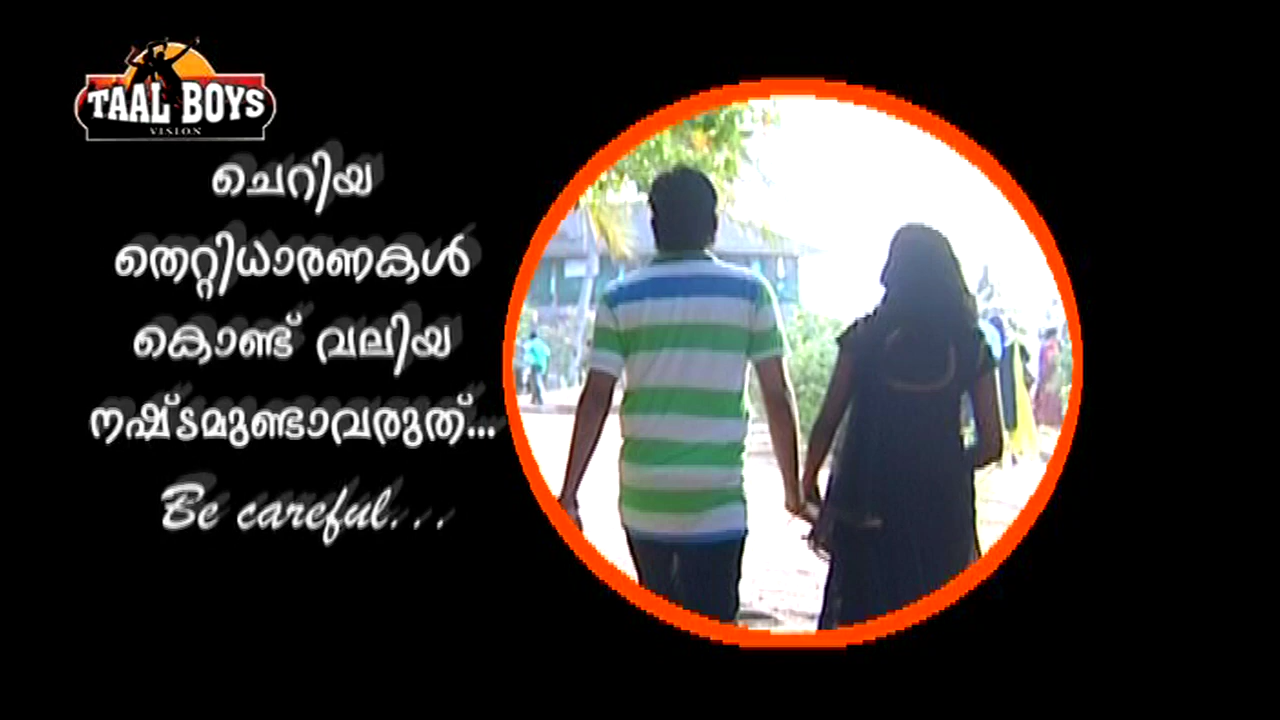 TAAL BOYS
VISION
ചെറിയ
തെറ്റിധാരണകൾ
കൊണ്ട് വലിയ
നഷ്ടമുണ്ടാവരുത്...
Be careful...